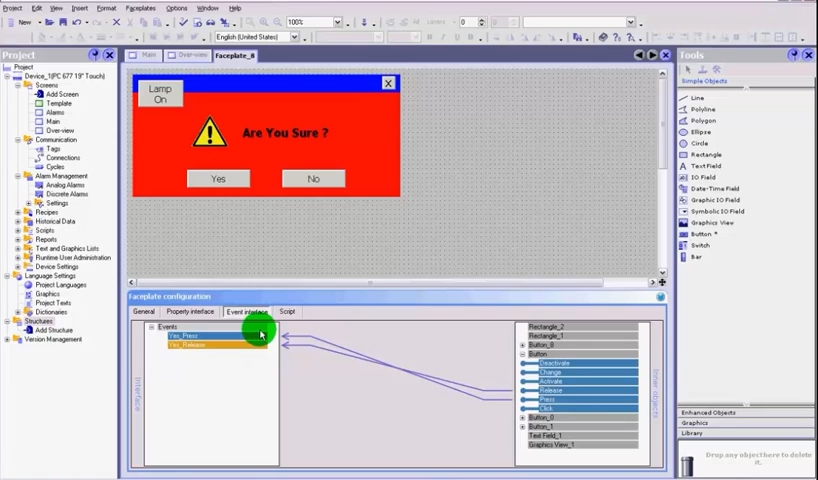 Project Edit View Insert Format Faceplates Options Window Help
New
100%
0
English (United States)
Project
Project
Device_1(PC 677 19" Touch)
Screens
Add Screen
Template
Alarms
Main
Over-view
Communication
Tags
Connections
Cycles
Alarm Management
Analog Alarms
Discrete Alarms
Settings
Recipes
Historical Data
Scripts
Reports
Text and Graphics Lists
Runtime User Administration
Device Settings
Language Settings
Project Languages
Graphics
Project Texts
Dictionaries
Structures
Add Structure
Version Management
Main Over-view Faceplate_8
Lamp
On
X
Are You Sure ?
Yes No
Faceplate configuration
General Property interface Event interface Script
Events
Yes_Press
Yes_Release
Interface
Rectangle_2
Rectangle_1
Button_8
Button
Deactivate
Change
Activate
Release
Press
Click
Button_0
Button_1
Text Field_1
Graphics View_1
Inner objects
Tools
Simple Objects
Line
Polyline
Polygon
Ellipse
Circle
Rectangle
Text Field
IO Field
Date-Time Field
Graphic IO Field
Symbolic IO Field
Graphics View
Button
Switch
Bar
Enhanced Objects
Graphics
Library
Drop any object here to delete
it.